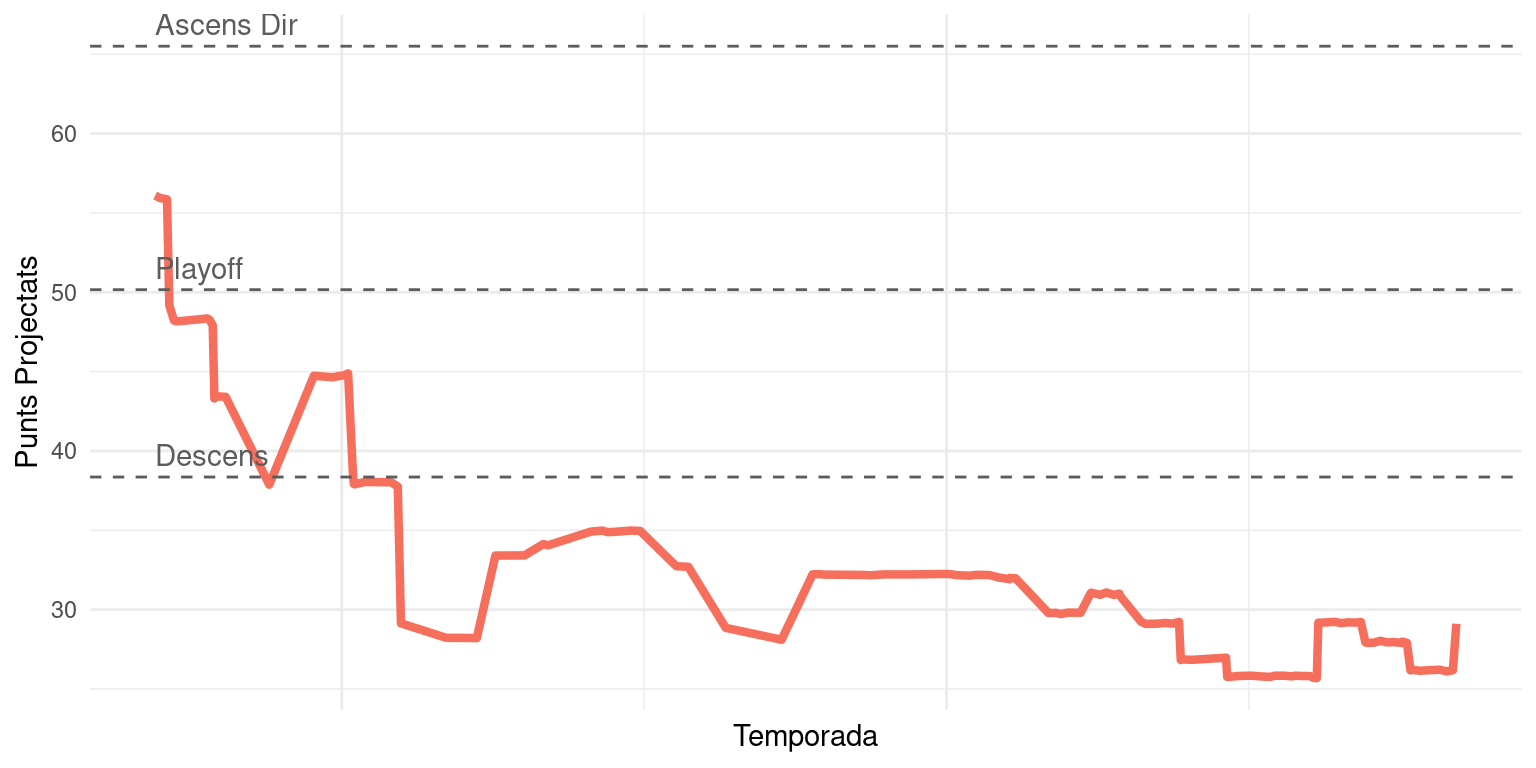 Ascens Dir
60
Playoff
50
Descens
40
30
Punts Projectats
Temporada